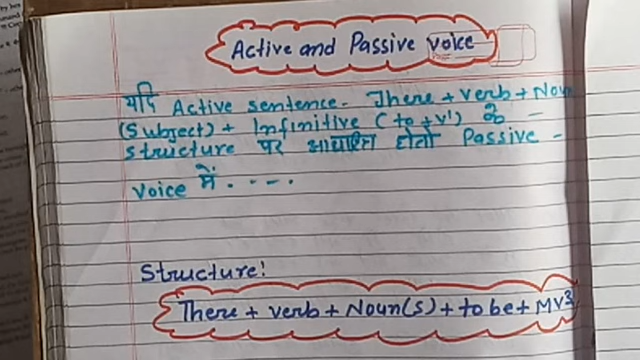 Active and Passive voice
यदि Active sentence. There + verb + Noun
(Subject) + Infinitive (to + v¹) के -
structure पर आधारित हो तो Passive -
voice में . - - .
Structure!
There + verb + Noun(s) + to be + MV³